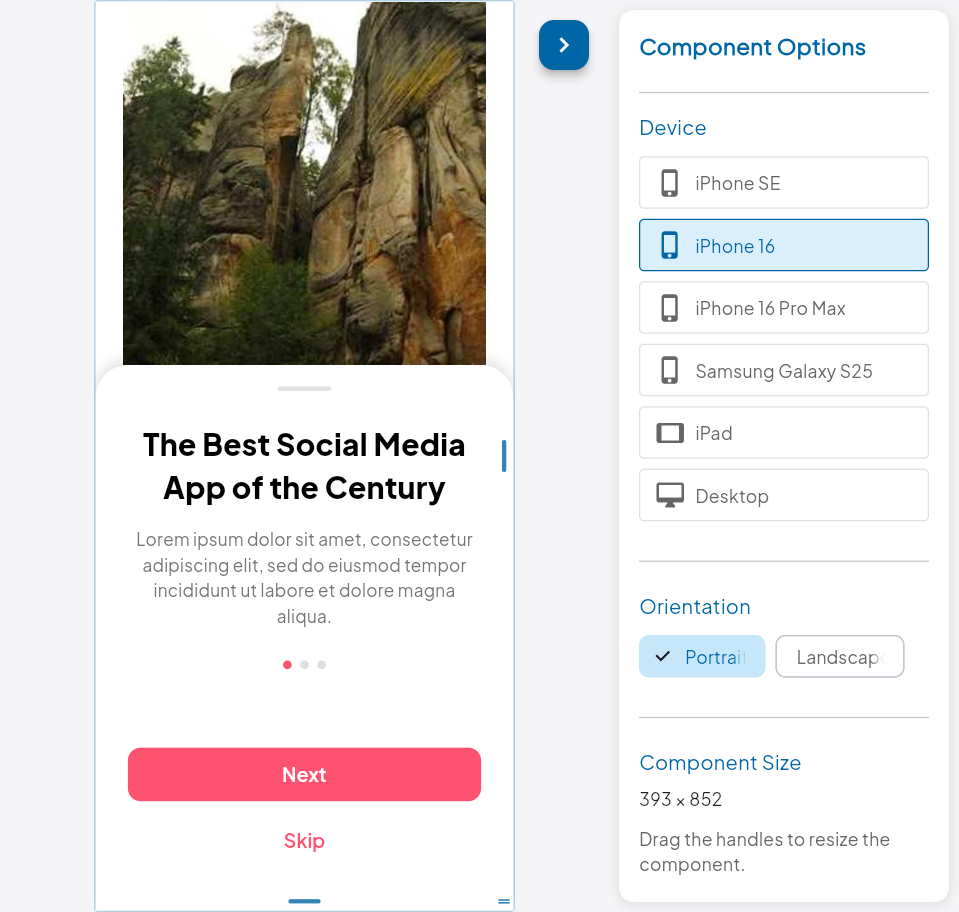 Component Options
Device
iPhone SE
iPhone 16
iPhone 16 Pro Max
Samsung Galaxy S25
iPad
Desktop
Orientation
Portrait
Landscape
Component Size
393 × 852
Drag the handles to resize the
component.
The Best Social Media
App of the Century
Lorem ipsum dolor sit amet, consectetur
adipiscing elit, sed do eiusmod tempor
incididunt ut labore et dolore magna
aliqua.
Next
Skip